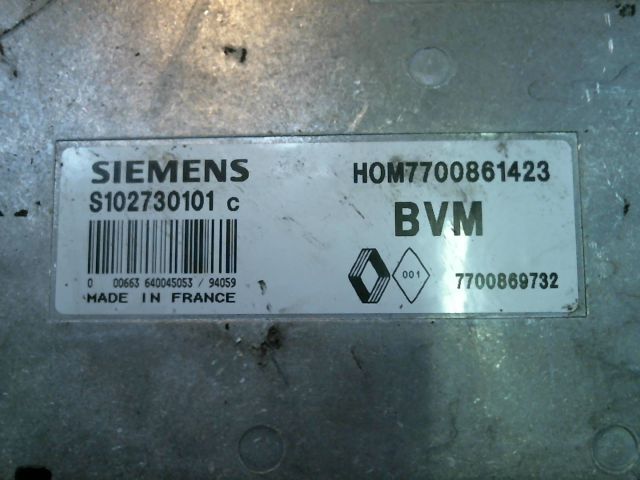 SIEMENS
S102730101 C
0 00663 640045053 / 94059
MADE IN FRANCE
HOM7700861423
BVM
001
7700869732